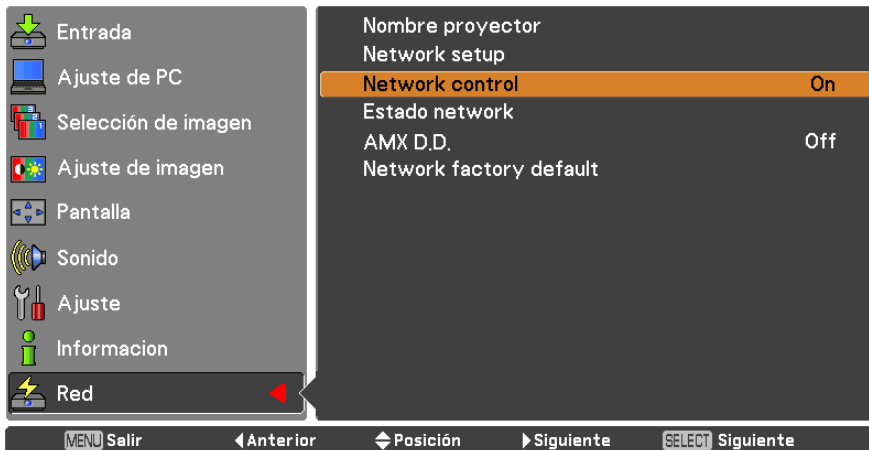 Entrada
Ajuste de PC
Selección de imagen
Ajuste de imagen
Pantalla
Sonido
Ajuste
Informacion
Red
Nombre proyector
Network setup
Network control On
Estado network
AMX D.D. Off
Network factory default
MENU Salir Anterior Posición Siguiente SELECT Siguiente